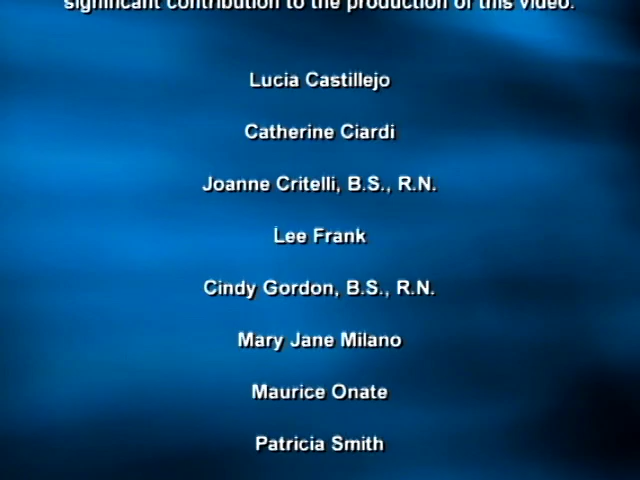 significant contribution to the production of this video.
Lucia Castillejo
Catherine Ciardi
Joanne Critelli, B.S., R.N.
Lee Frank
Cindy Gordon, B.S., R.N.
Mary Jane Milano
Maurice Onate
Patricia Smith